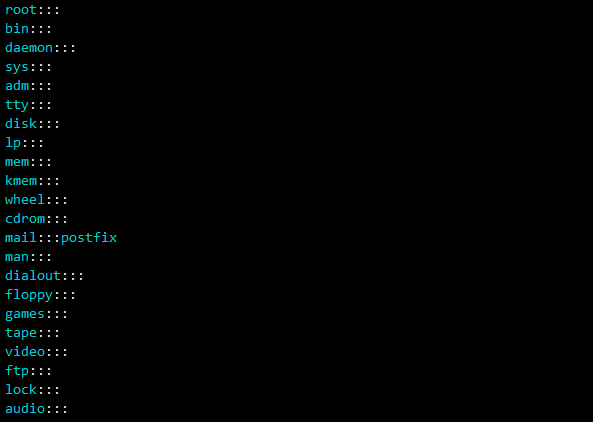 root:::
bin:::
daemon:::
sys:::
adm:::
tty:::
disk:::
lp:::
mem:::
kmem:::
wheel:::
cdrom:::
mail:::postfix
man:::
dialout:::
floppy:::
games:::
tape:::
video:::
ftp:::
lock:::
audio:::